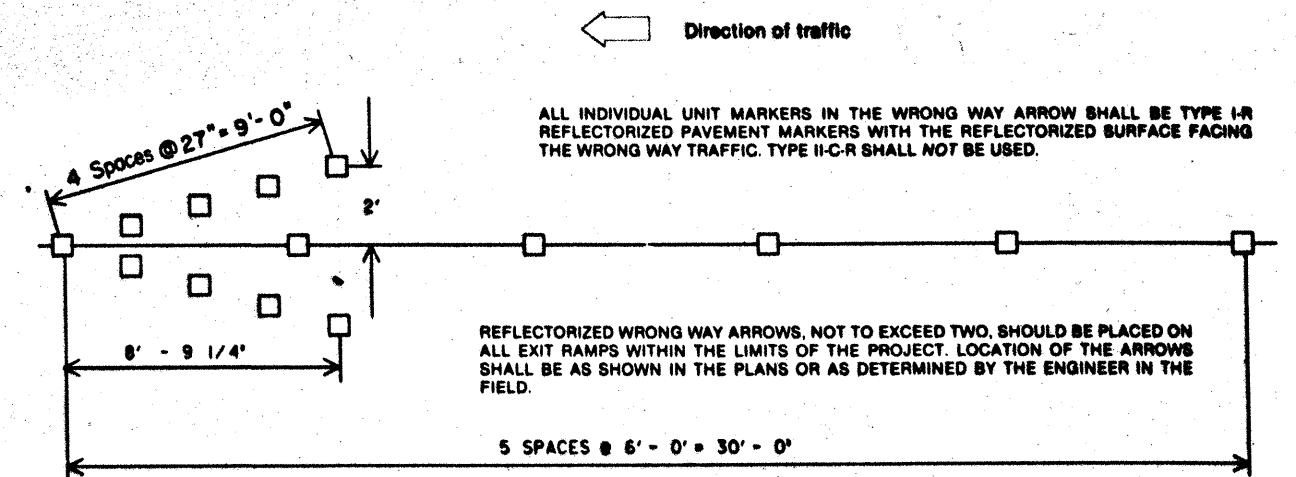 Direction of traffic
ALL INDIVIDUAL UNIT MARKERS IN THE WRONG WAY ARROW SHALL BE TYPE I-R
REFLECTORIZED PAVEMENT MARKERS WITH THE REFLECTORIZED SURFACE FACING
THE WRONG WAY TRAFFIC. TYPE II-C-R SHALL NOT BE USED.
4 Spaces @ 27" = 9'- 0"
2'
REFLECTORIZED WRONG WAY ARROWS, NOT TO EXCEED TWO, SHOULD BE PLACED ON
ALL EXIT RAMPS WITHIN THE LIMITS OF THE PROJECT. LOCATION OF THE ARROWS
SHALL BE AS SHOWN IN THE PLANS OR AS DETERMINED BY THE ENGINEER IN THE
FIELD.
8' - 9 1/4"
5 SPACES @ 6' - 0" = 30' - 0"